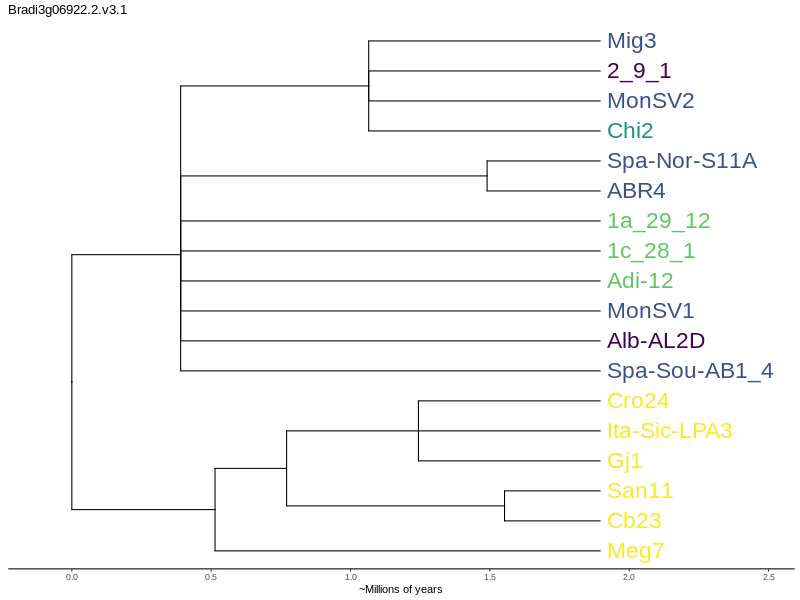 Bradi3g06922.2.v3.1
Mig3
2_9_1
MonSV2
Chi2
Spa-Nor-S11A
ABR4
1a_29_12
1c_28_1
Adi-12
MonSV1
Alb-AL2D
Spa-Sou-AB1_4
Cro24
Ita-Sic-LPA3
Gj1
San11
Cb23
Meg7
0.0 0.5 1.0 1.5 2.0 2.5
~Millions of years